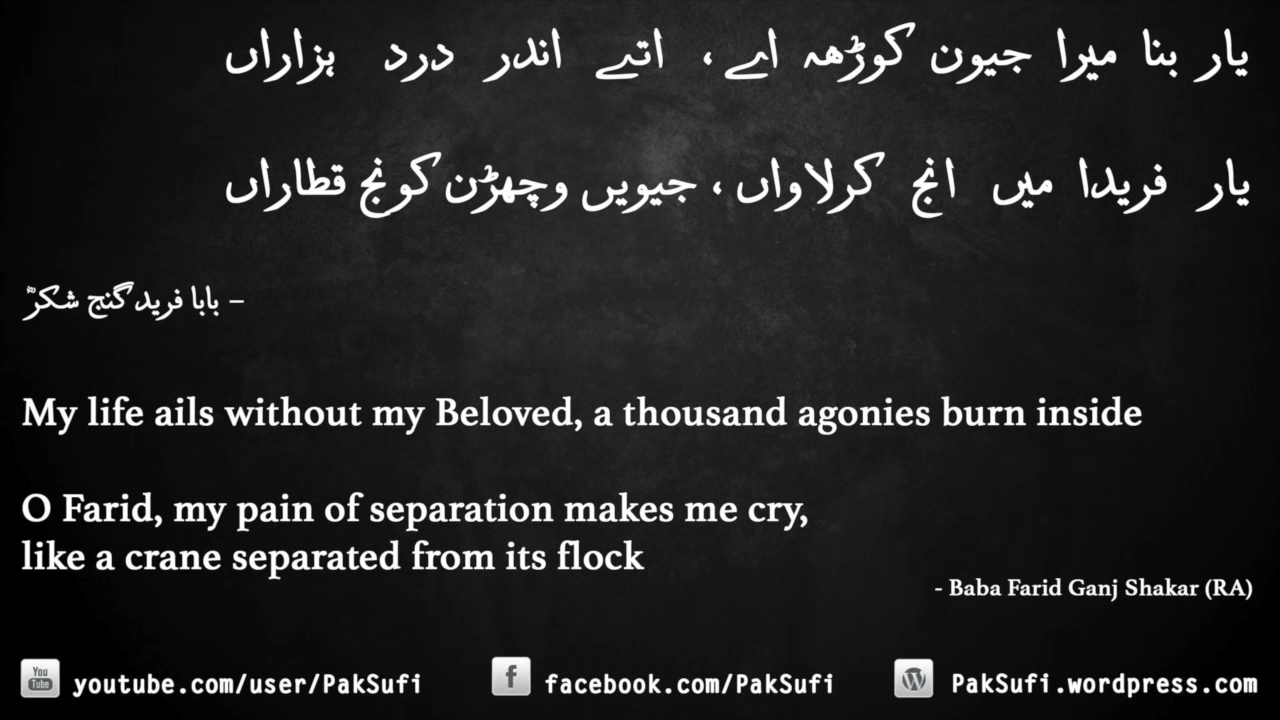 یار بنا میرا جیون کوڑھہ اے، اتے اندر درد ہزاراں
یار فریدا میں انج کرلاواں، جیویں وچھڑن کونج قطاراں
– بابا فرید گنج شکرؒ
My life ails without my Beloved, a thousand agonies burn inside
O Farid, my pain of separation makes me cry,
like a crane separated from its flock
- Baba Farid Ganj Shakar (RA)
You Tube youtube.com/user/PakSufi f facebook.com/PakSufi W PakSufi.wordpress.com